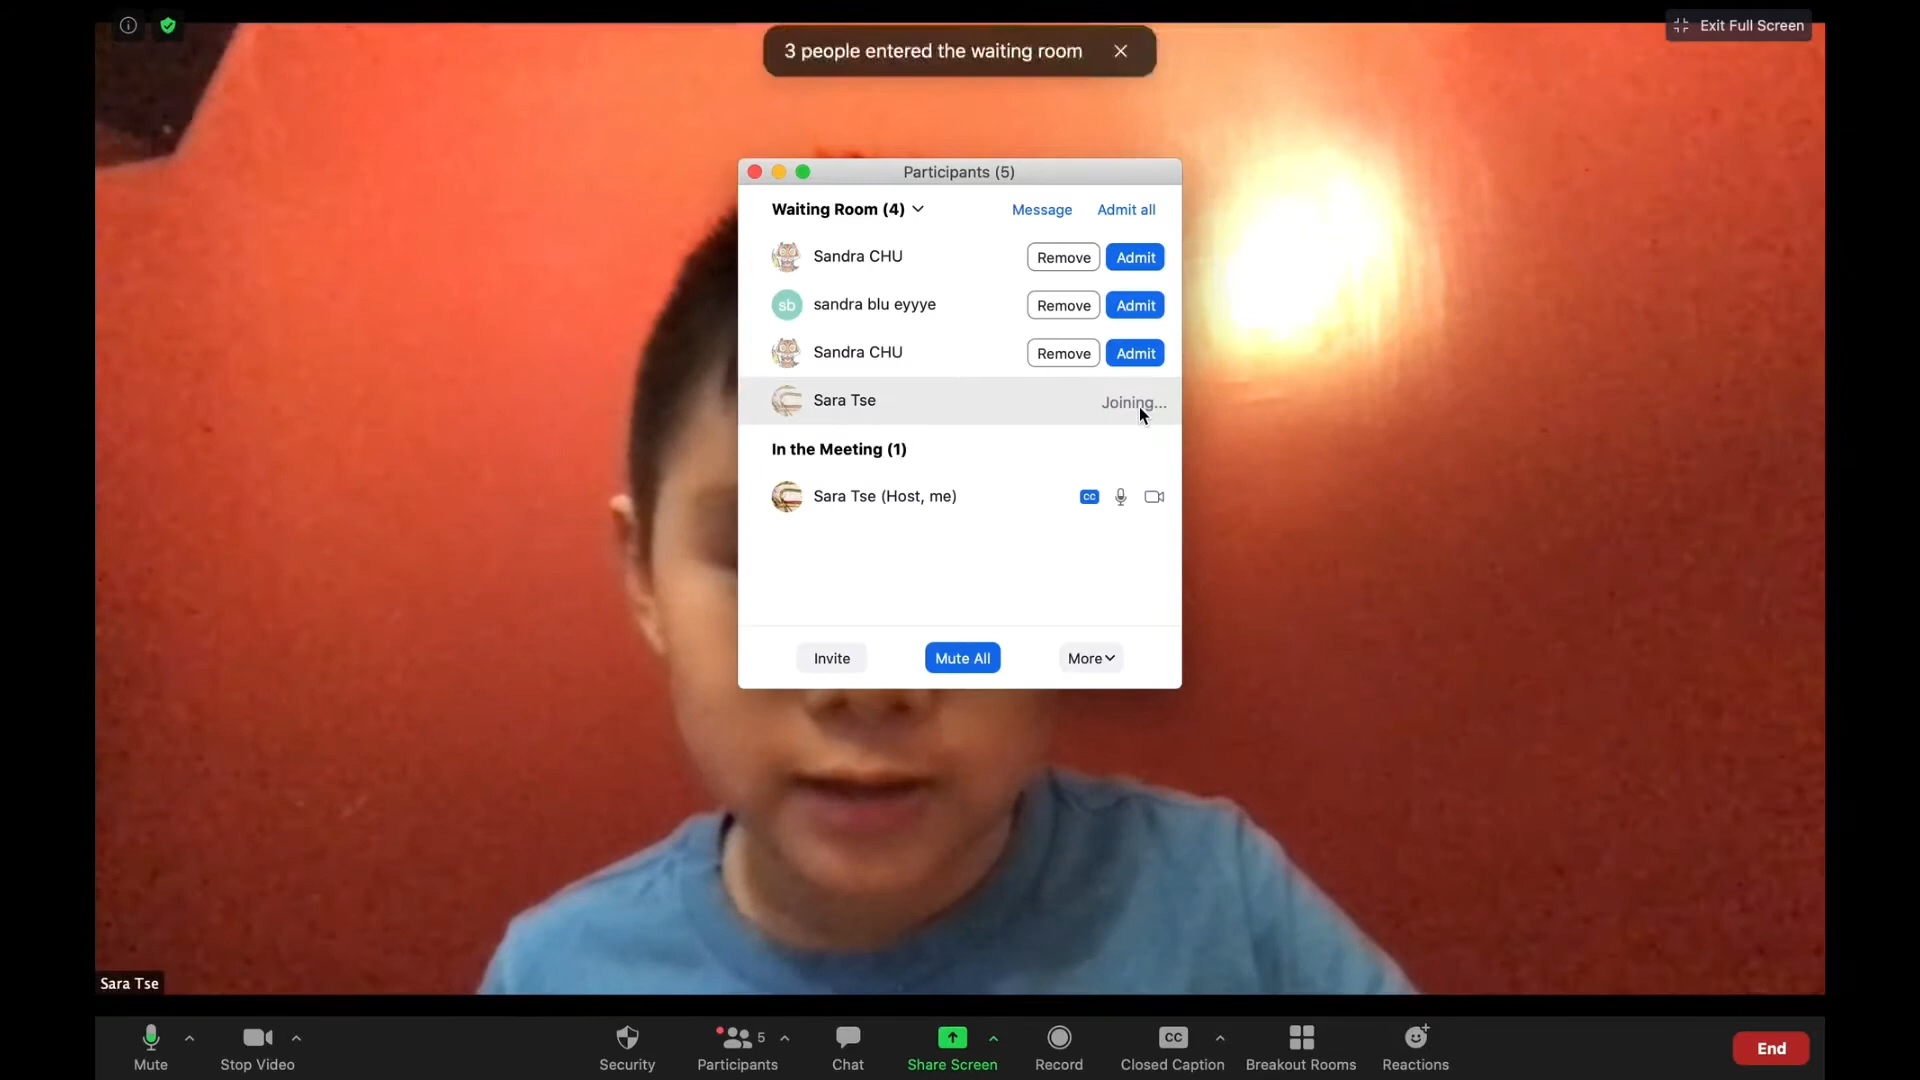 3 people entered the waiting room
Exit Full Screen
Participants (5)
Waiting Room (4) Message Admit all
Sandra CHU Remove Admit
sb sandra blu eyyye Remove Admit
Sandra CHU Remove Admit
Sara Tse Joining...
In the Meeting (1)
Sara Tse (Host, me) CC
Invite Mute All More
Sara Tse
5 CC
Mute Stop Video Security Participants Chat Share Screen Record Closed Caption Breakout Rooms Reactions End